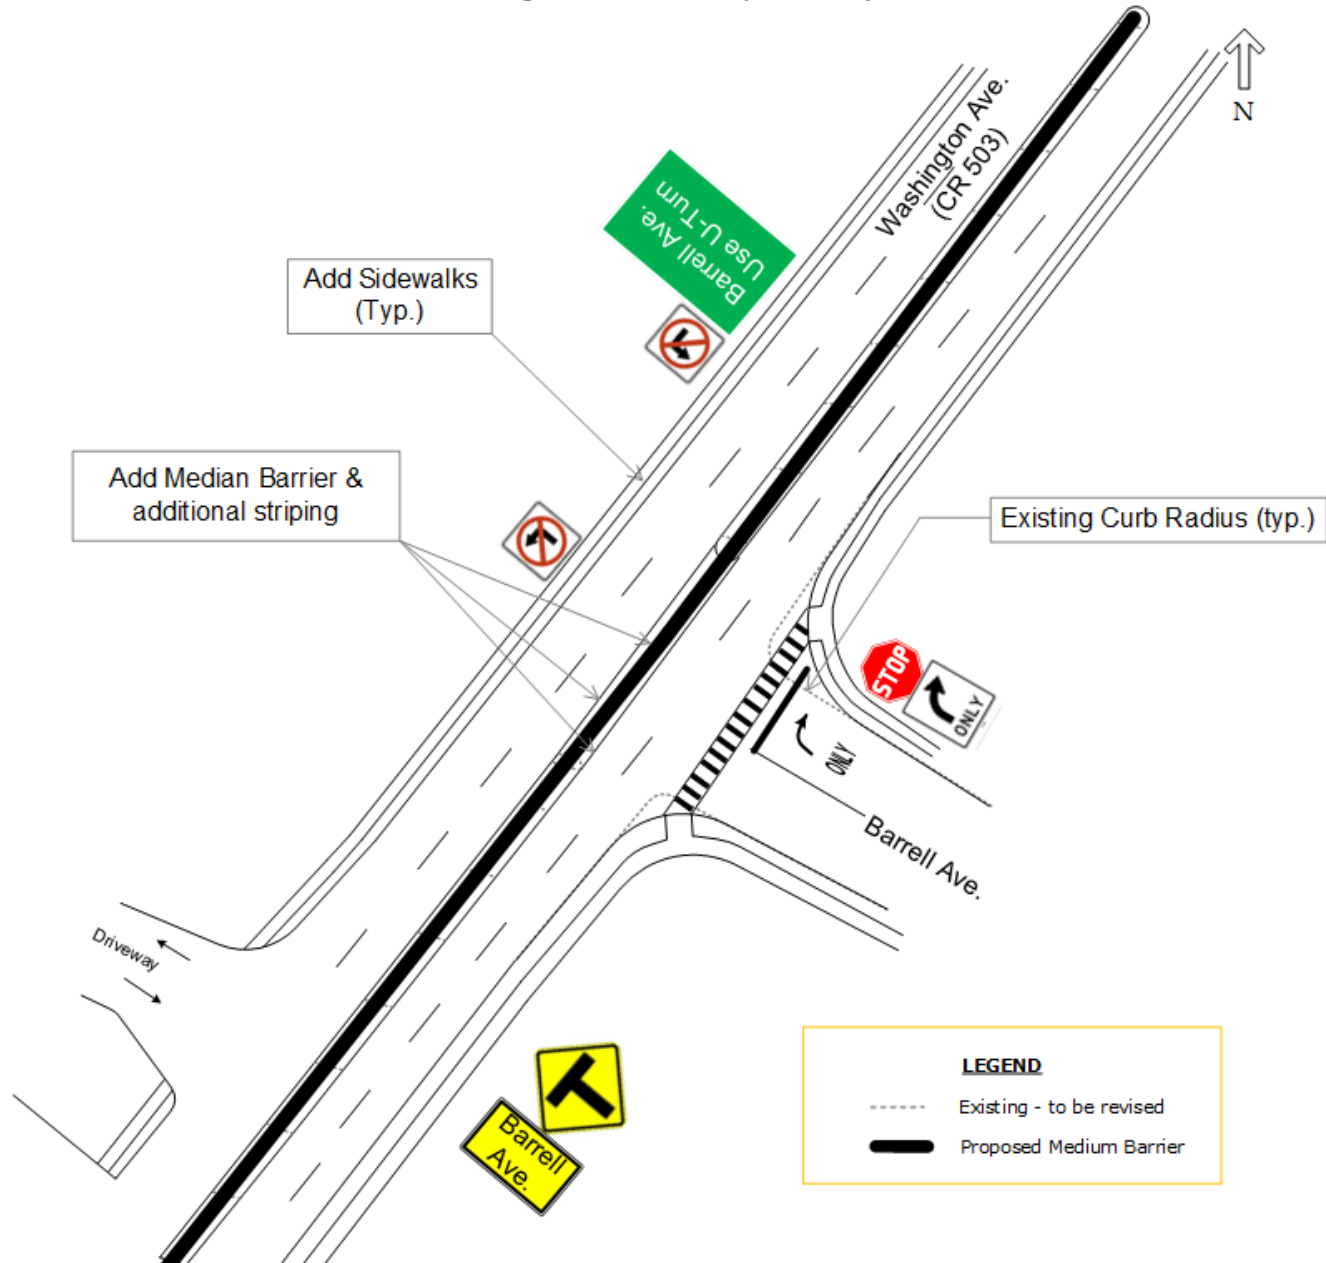 N
Washington Ave.
(CR 503)
Barrell Ave.
Use U-Turn
Add Sidewalks
(Typ.)
Add Median Barrier &
additional striping
Existing Curb Radius (typ.)
STOP
ONLY
ONLY
Barrell Ave.
Driveway
Barrell
Ave.
LEGEND
Existing - to be revised
Proposed Medium Barrier